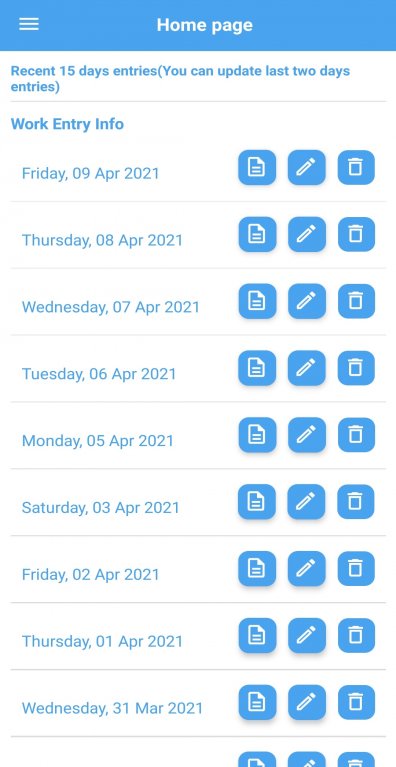 Home page
Recent 15 days entries(You can update last two days
entries)
Work Entry Info
Friday, 09 Apr 2021
Thursday, 08 Apr 2021
Wednesday, 07 Apr 2021
Tuesday, 06 Apr 2021
Monday, 05 Apr 2021
Saturday, 03 Apr 2021
Friday, 02 Apr 2021
Thursday, 01 Apr 2021
Wednesday, 31 Mar 2021